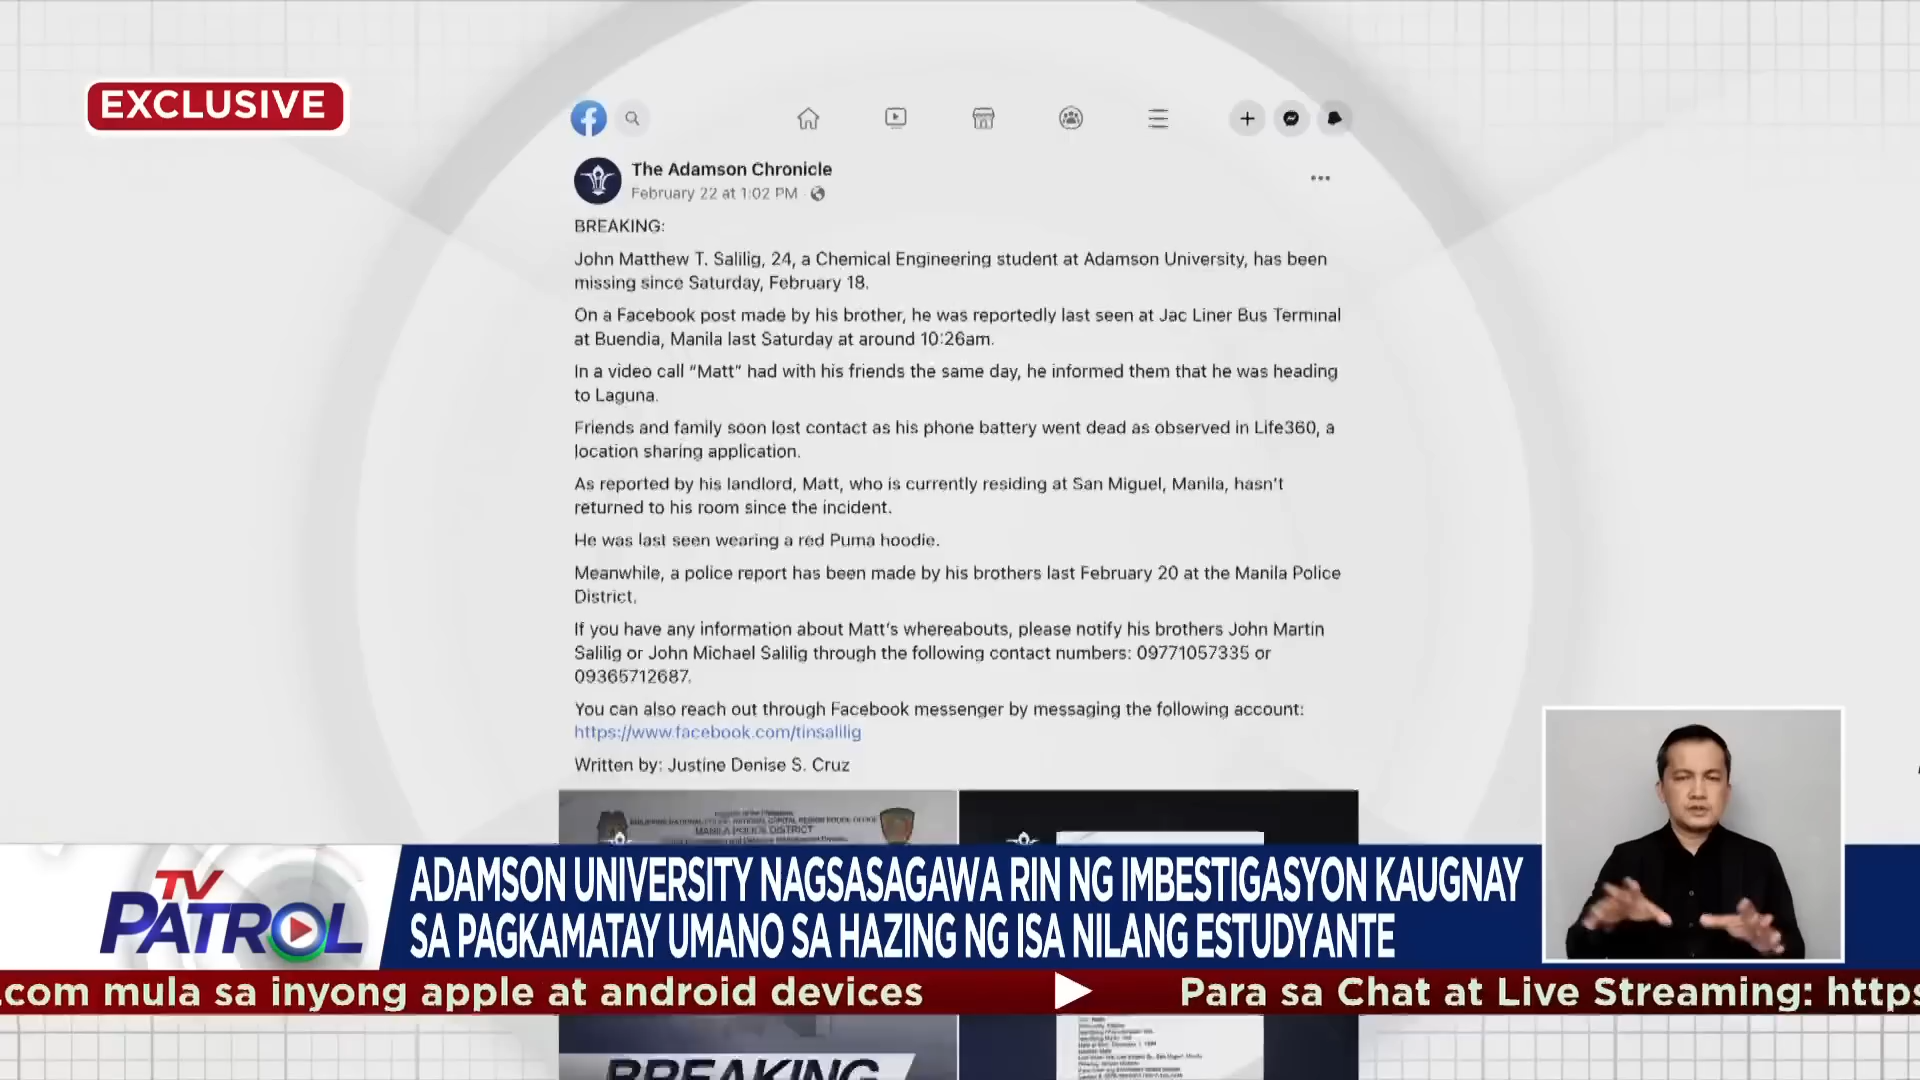 EXCLUSIVE
The Adamson Chronicle
February 22 at 1:02 PM ·
BREAKING:
John Matthew T. Salilig, 24, a Chemical Engineering student at Adamson University, has been
missing since Saturday, February 18.
On a Facebook post made by his brother, he was reportedly last seen at Jac Liner Bus Terminal
at Buendia, Manila last Saturday at around 10:26am.
In a video call “Matt” had with his friends the same day, he informed them that he was heading
to Laguna.
Friends and family soon lost contact as his phone battery went dead as observed in Life360, a
location sharing application.
As reported by his landlord, Matt, who is currently residing at San Miguel, Manila, hasn't
returned to his room since the incident.
He was last seen wearing a red Puma hoodie.
Meanwhile, a police report has been made by his brothers last February 20 at the Manila Police
District.
If you have any information about Matt's whereabouts, please notify his brothers John Martin
Salilig or John Michael Salilig through the following contact numbers: 09771057335 or
09365712687.
You can also reach out through Facebook messenger by messaging the following account:
https://www.facebook.com/tinsalilig
Written by: Justine Denise S. Cruz
MANILA POLICE DISTRICT
TV
PATROL
ADAMSON UNIVERSITY NAGSASAGAWA RIN NG IMBESTIGASYON KAUGNAY
SA PAGKAMATAY UMANO SA HAZING NG ISA NILANG ESTUDYANTE
.com mula sa inyong apple at android devices
Para sa Chat at Live Streaming: https
BREAKING